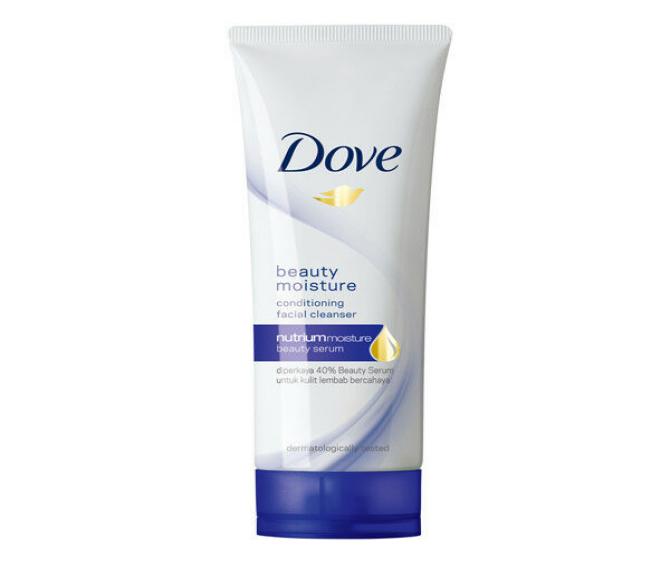 Dove
beauty
moisture
conditioning
facial cleanser
nutriummoisture
beauty serum
diperkaya 40% Beauty Serum
untuk kulit lembab bercahaya
dermatologically tested